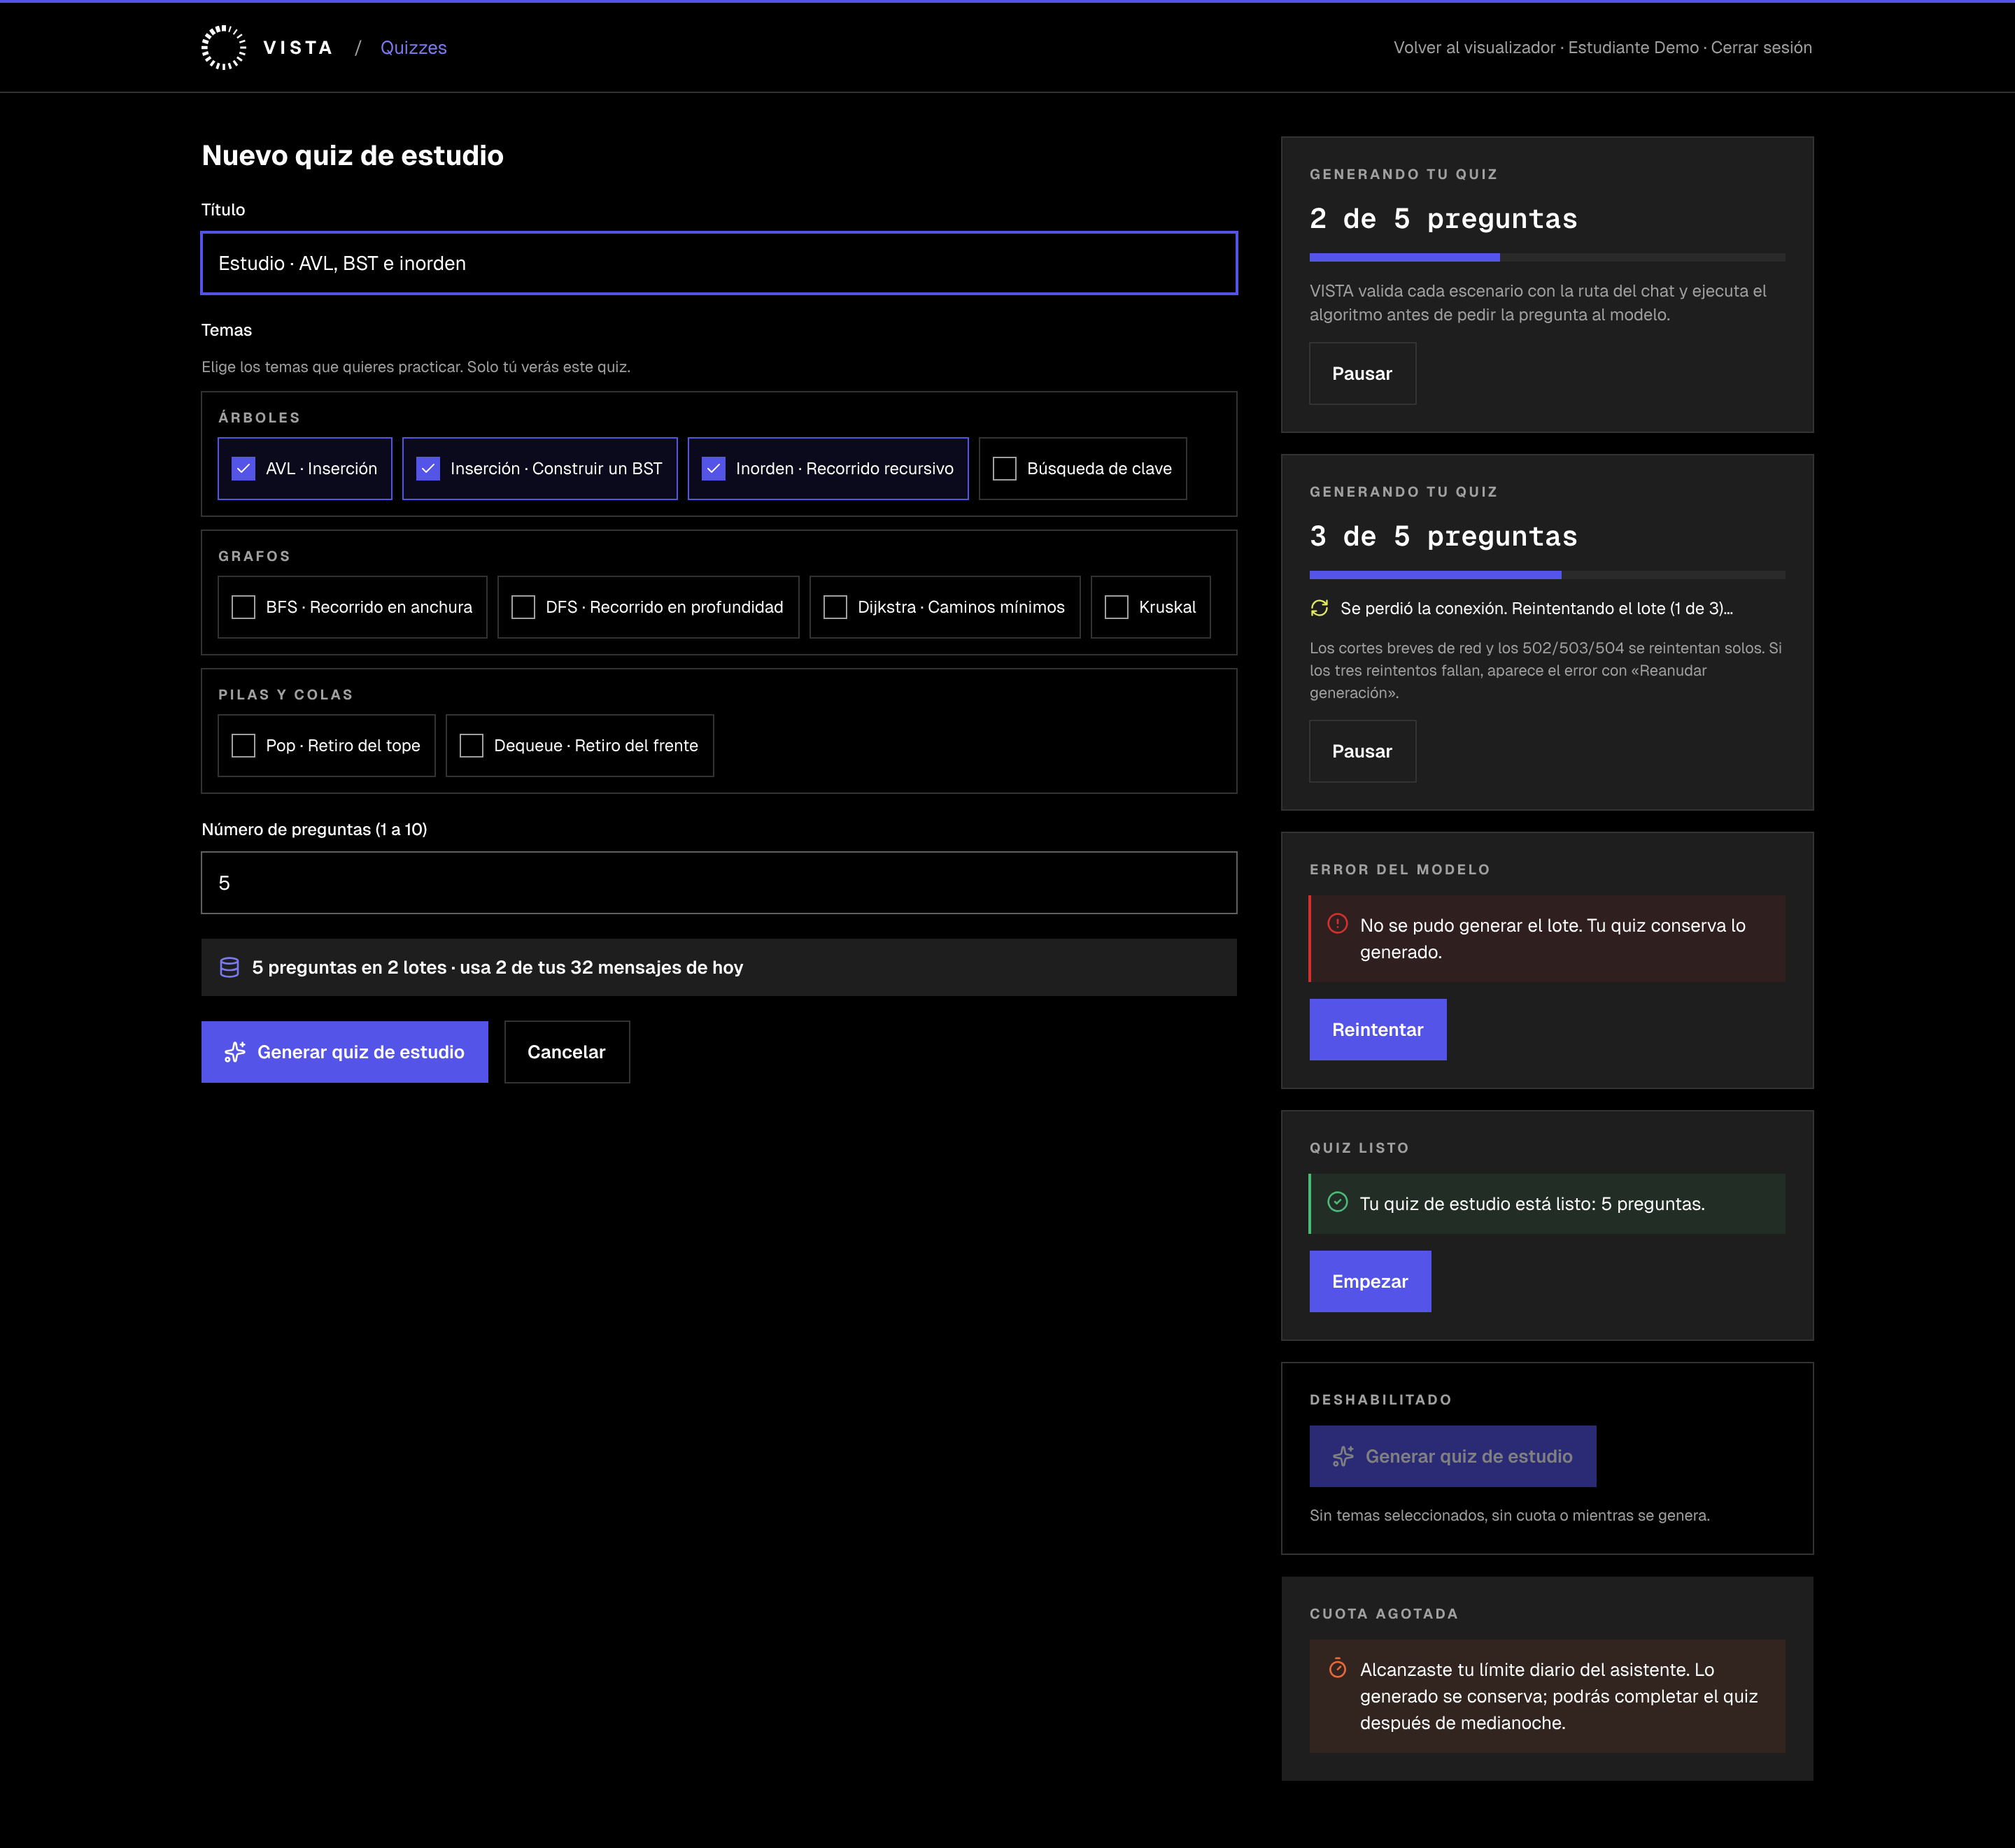 VISTA / Quizzes
Volver al visualizador · Estudiante Demo · Cerrar sesión
Nuevo quiz de estudio
Título
Estudio · AVL, BST e inorden
Temas
Elige los temas que quieres practicar. Solo tú verás este quiz.
ÁRBOLES
AVL · Inserción
Inserción · Construir un BST
Inorden · Recorrido recursivo
Búsqueda de clave
GRAFOS
BFS · Recorrido en anchura
DFS · Recorrido en profundidad
Dijkstra · Caminos mínimos
Kruskal
PILAS Y COLAS
Pop · Retiro del tope
Dequeue · Retiro del frente
Número de preguntas (1 a 10)
5
5 preguntas en 2 lotes · usa 2 de tus 32 mensajes de hoy
Generar quiz de estudio
Cancelar
GENERANDO TU QUIZ
2 de 5 preguntas
VISTA valida cada escenario con la ruta del chat y ejecuta el
algoritmo antes de pedir la pregunta al modelo.
Pausar
GENERANDO TU QUIZ
3 de 5 preguntas
Se perdió la conexión. Reintentando el lote (1 de 3)…
Los cortes breves de red y los 502/503/504 se reintentan solos. Si
los tres reintentos fallan, aparece el error con «Reanudar
generación».
Pausar
ERROR DEL MODELO
No se pudo generar el lote. Tu quiz conserva lo
generado.
Reintentar
QUIZ LISTO
Tu quiz de estudio está listo: 5 preguntas.
Empezar
DESHABILITADO
Generar quiz de estudio
Sin temas seleccionados, sin cuota o mientras se genera.
CUOTA AGOTADA
Alcanzaste tu límite diario del asistente. Lo
generado se conserva; podrás completar el quiz
después de medianoche.